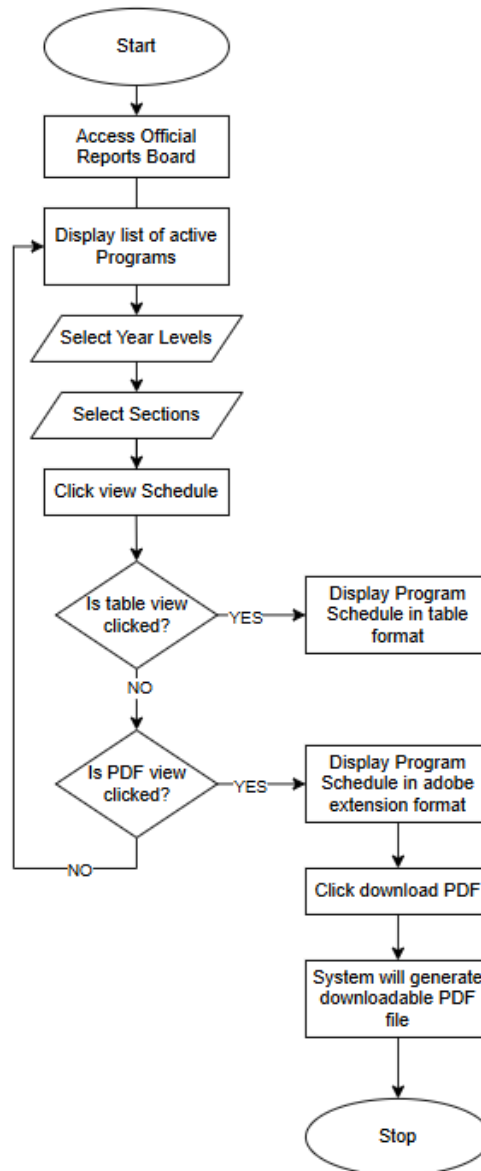 Start
Access Official
Reports Board
Display list of active
Programs
Select Year Levels
Select Sections
Click view Schedule
Is table view
clicked?
YES
Display Program
Schedule in table
format
NO
Is PDF view
clicked?
YES
Display Program
Schedule in adobe
extension format
NO
Click download PDF
System will generate
downloadable PDF
file
Stop